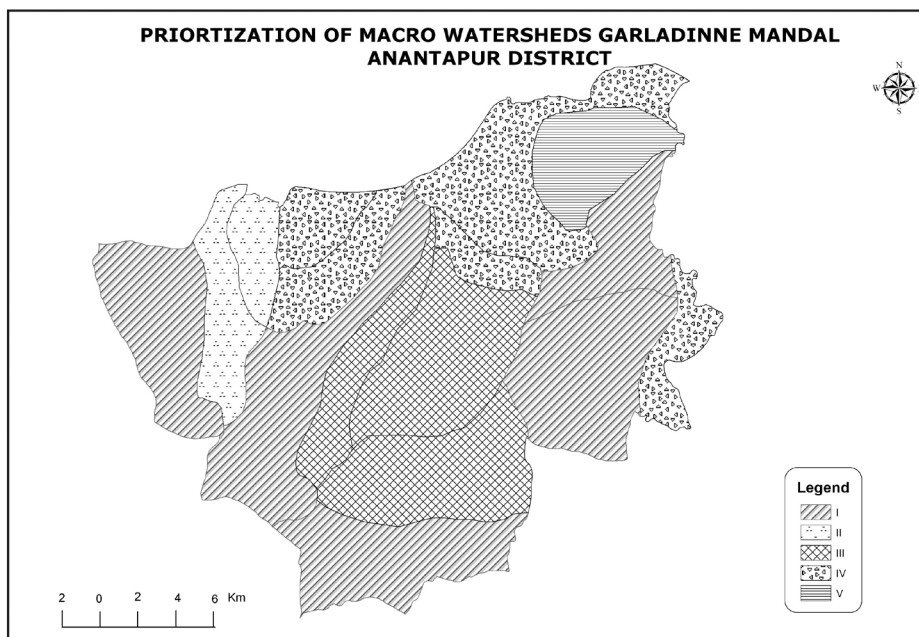 PRIORTIZATION OF MACRO WATERSHEDS GARLADINNE MANDAL
ANANTAPUR DISTRICT
N
W
S
Legend
I
II
III
IV
V
2 0 2 4 6 Km